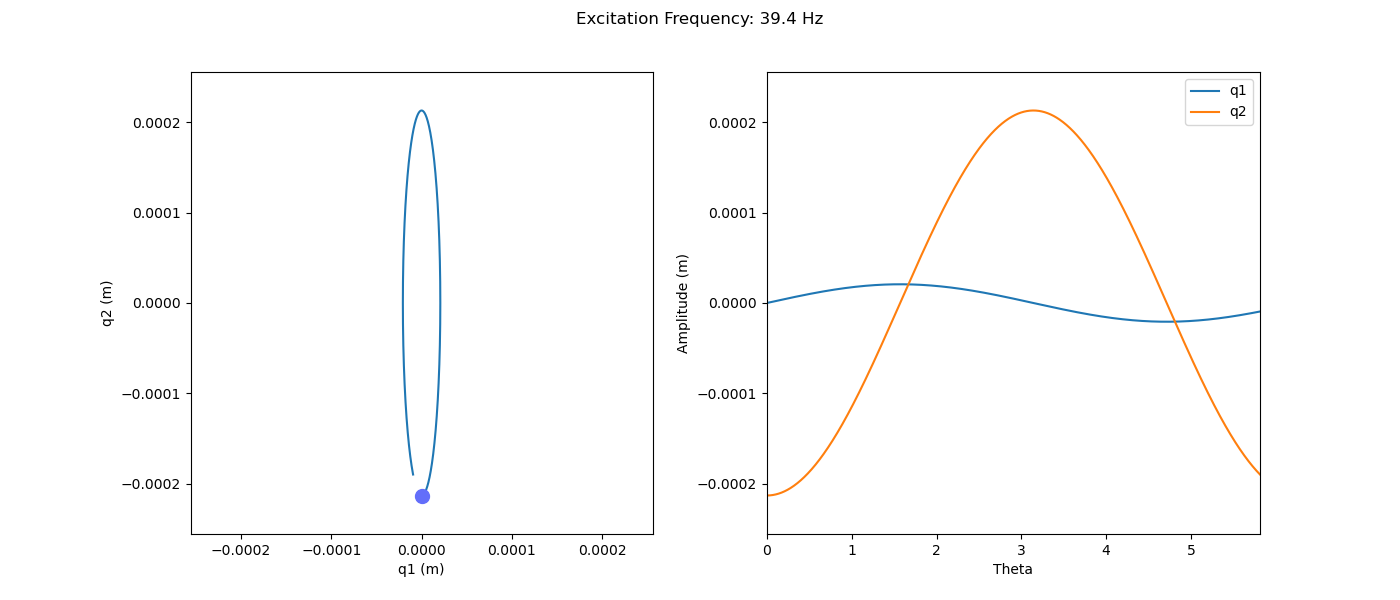 Excitation Frequency: 39.4 Hz
0.0002
0.0001
0.0000
−0.0001
−0.0002
q2 (m)
−0.0002 −0.0001 0.0000 0.0001 0.0002
q1 (m)
0.0002
0.0001
0.0000
−0.0001
−0.0002
Amplitude (m)
q1
q2
0 1 2 3 4 5
Theta